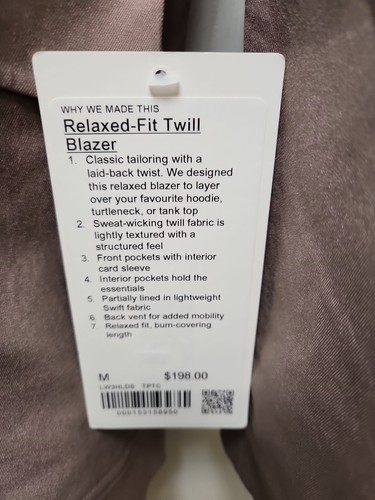 WHY WE MADE THIS
Relaxed-Fit Twill
Blazer
1. Classic tailoring with a
laid-back twist. We designed
this relaxed blazer to layer
over your favourite hoodie,
turtleneck, or tank top
2. Sweat-wicking twill fabric is
lightly textured with a
structured feel
3. Front pockets with interior
card sleeve
4. Interior pockets hold the
essentials
5. Partially lined in lightweight
Swift fabric
6. Back vent for added mobility
7 Relaxed fit, bum-covering
length
M $198.00